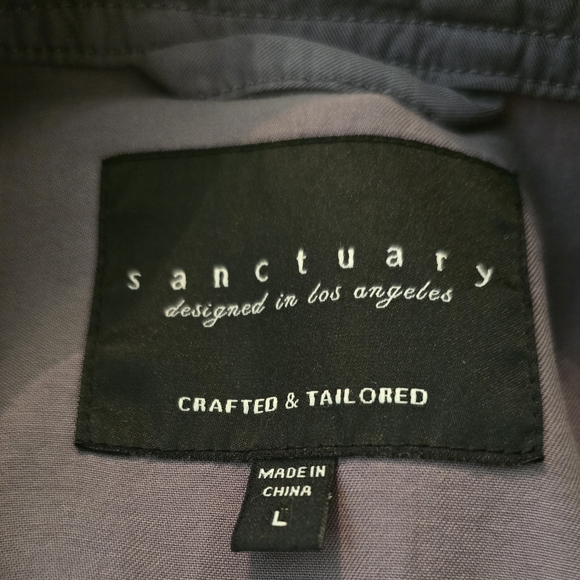 sanctuary
designed in los angeles
CRAFTED & TAILORED
MADE IN
CHINA
L